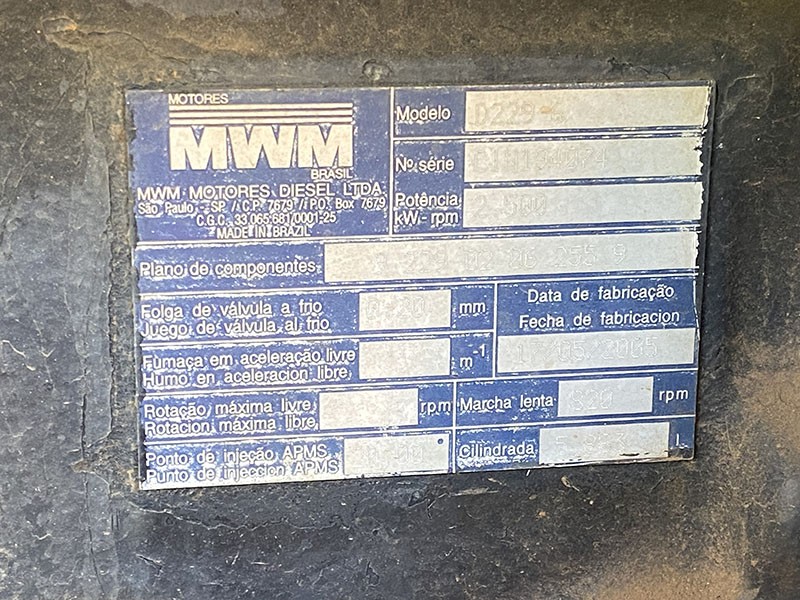 MOTORES
MWM
BRASIL
MWM MOTORES DIESEL LTDA.
São Paulo - SP / C.P. 7679 / P.O. Box 7679
C.G.C. 33.065.681/0001-25
MADE IN BRAZIL
Modelo D229-
Nº série
Potência
kW - rpm
Plano de componentes
Folga de válvula a frio
Juego de válvula al frio
mm
Data de fabricação
Fecha de fabricacion
Fumaça em aceleração livre
Humo en aceleracion libre
m-1
Rotação máxima livre
Rotacion máxima libre
rpm
Marcha lenta
rpm
Ponto de injeção APMS
Punto de injeccion APMS
°
Cilindrada
L